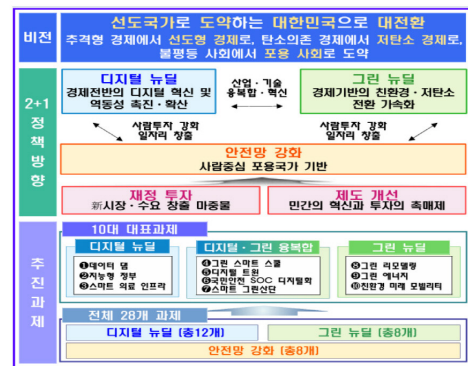 비전
선도국가로 도약하는 대한민국으로 대전환
추격형 경제에서 선도형 경제로, 탄소의존 경제에서 저탄소 경제로,
불평등 사회에서 포용 사회로 도약
2+1
정책
방향
디지털 뉴딜
경제전반의 디지털 혁신 및
역동성 촉진·확산
산업·기술
융복합·혁신
그린 뉴딜
경제기반의 친환경·저탄소
전환 가속화
사람투자 강화
일자리 창출
사람투자 강화
일자리 창출
안전망 강화
사람중심 포용국가 기반
재정 투자
新시장·수요 창출 마중물
제도 개선
민간의 혁신과 투자의 촉매제
추진과제
10대 대표과제
디지털 뉴딜
❶데이터 댐
❷지능형 정부
❸스마트 의료 인프라
디지털·그린 융복합
❹그린 스마트 스쿨
❺디지털 트윈
❻국민안전 SOC 디지털화
❼스마트 그린산단
그린 뉴딜
❽그린 리모델링
❾그린 에너지
❿친환경 미래 모빌리티
전체 28개 과제
디지털 뉴딜 (총12개)
그린 뉴딜 (총8개)
안전망 강화 (총8개)